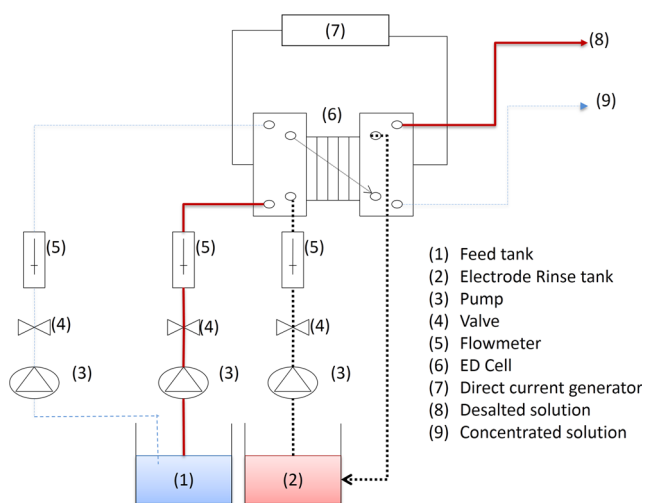 (7)
(8)
(9)
(6)
(5)
(5)
(5)
(4)
(4)
(4)
(3)
(3)
(3)
(1)
(2)
(1) Feed tank
(2) Electrode Rinse tank
(3) Pump
(4) Valve
(5) Flowmeter
(6) ED Cell
(7) Direct current generator
(8) Desalted solution
(9) Concentrated solution